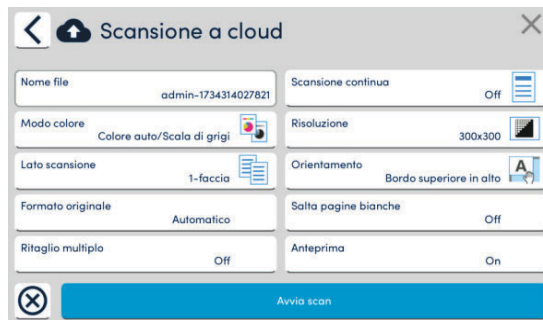 Scansione a cloud
Nome file
admin-1734314027821
Scansione continua
Off
Modo colore
Colore auto/Scala di grigi
Risoluzione
300x300
Lato scansione
1-faccia
Orientamento
Bordo superiore in alto
Formato originale
Automatico
Salta pagine bianche
Off
Ritaglio multiplo
Off
Anteprima
On
Avvia scan